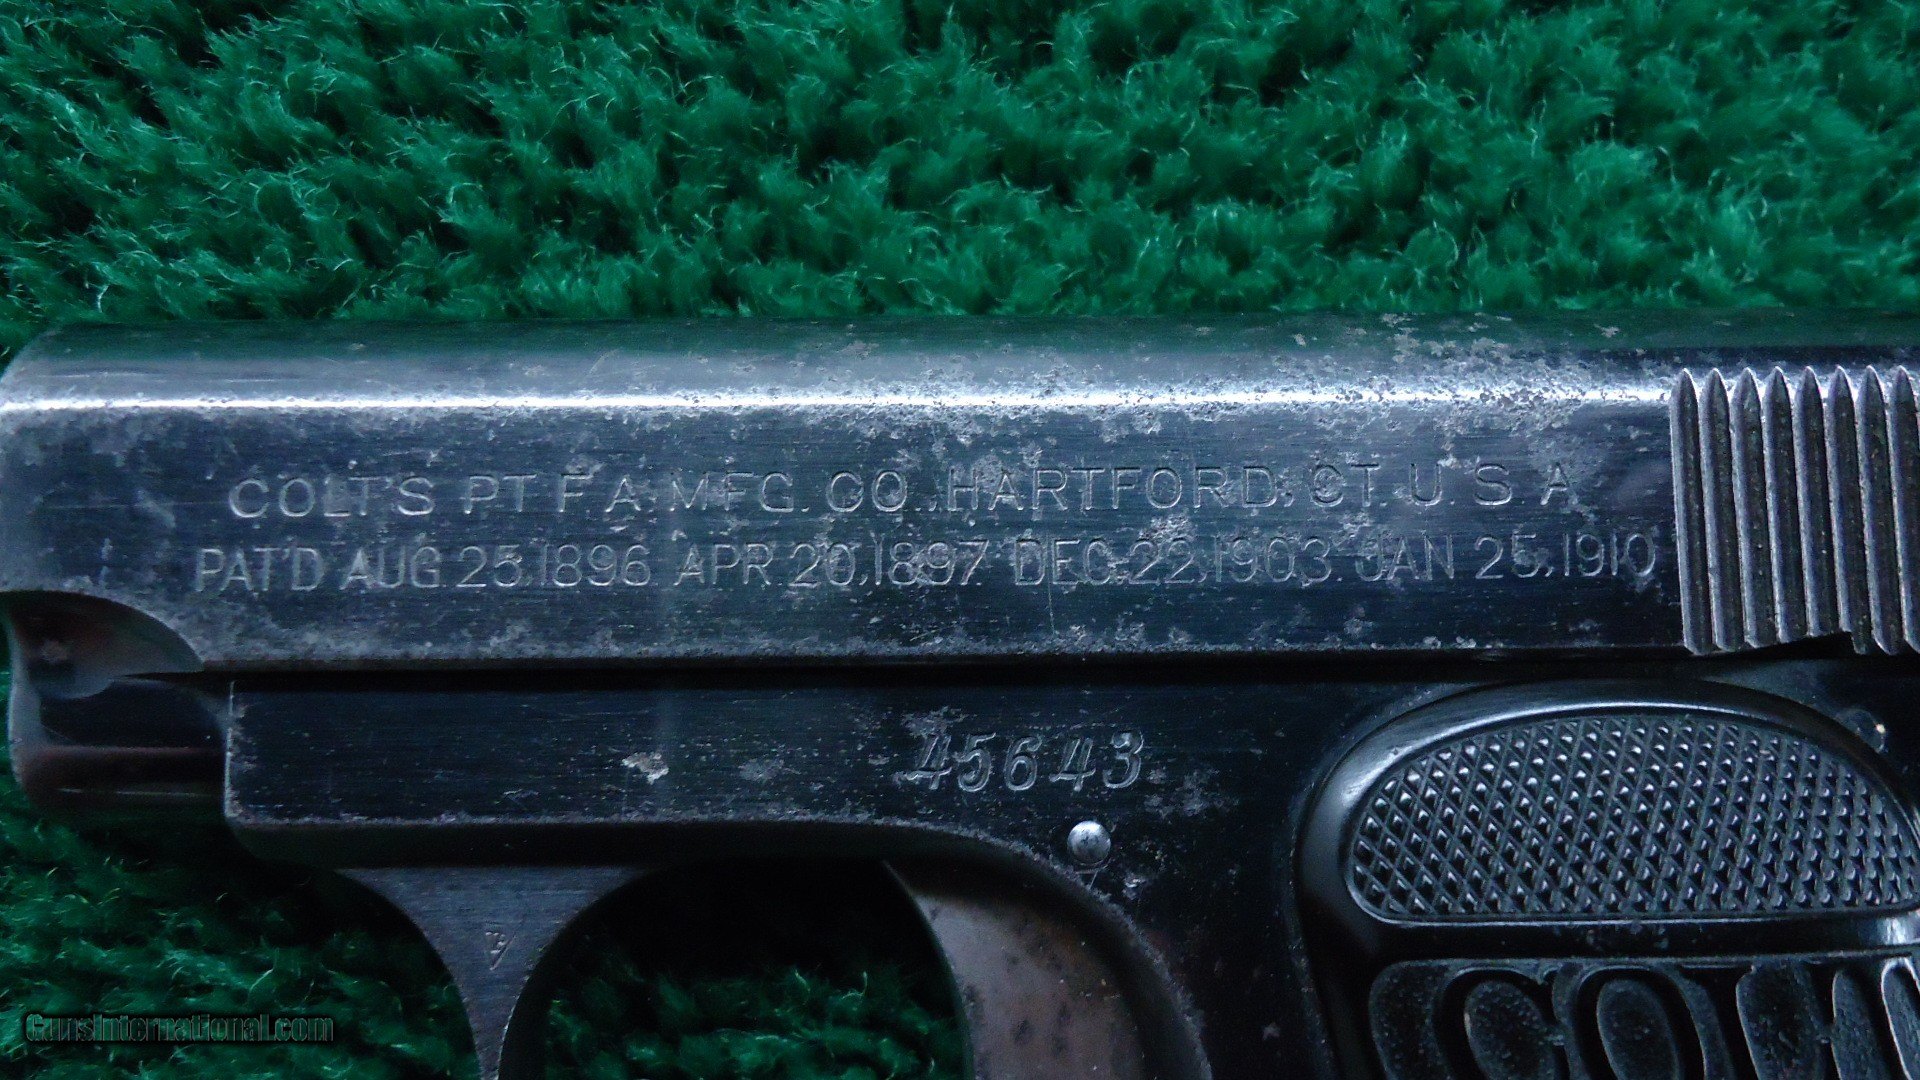 COLT'S PT. F. A. MFG. CO. HARTFORD, CT. U.S.A.
PAT'D AUG. 25, 1896 APR. 20, 1897 DEC. 22, 1903. JAN 25, 1910
45643
COLT
GunsInternational.com